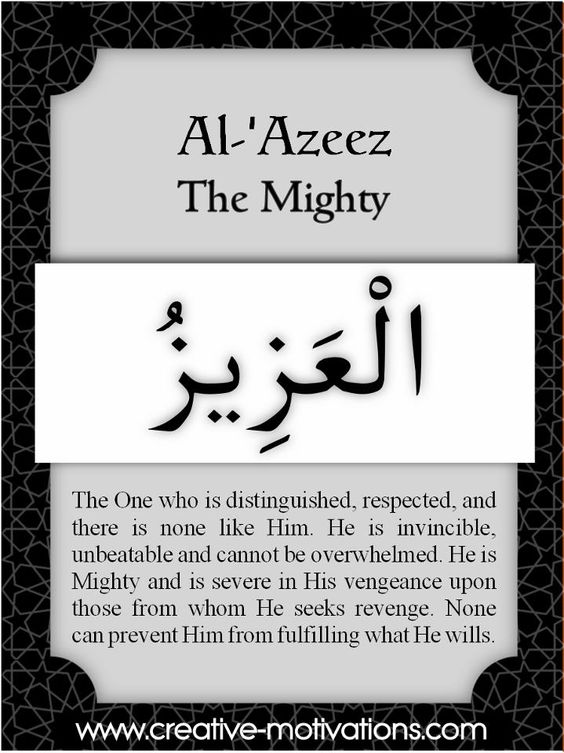 Al-'Azeez
The Mighty
الْعَزِيزُ
The One who is distinguished, respected, and
there is none like Him. He is invincible,
unbeatable and cannot be overwhelmed. He is
Mighty and is severe in His vengeance upon
those from whom He seeks revenge. None
can prevent Him from fulfilling what He wills.
www.creative-motivations.com